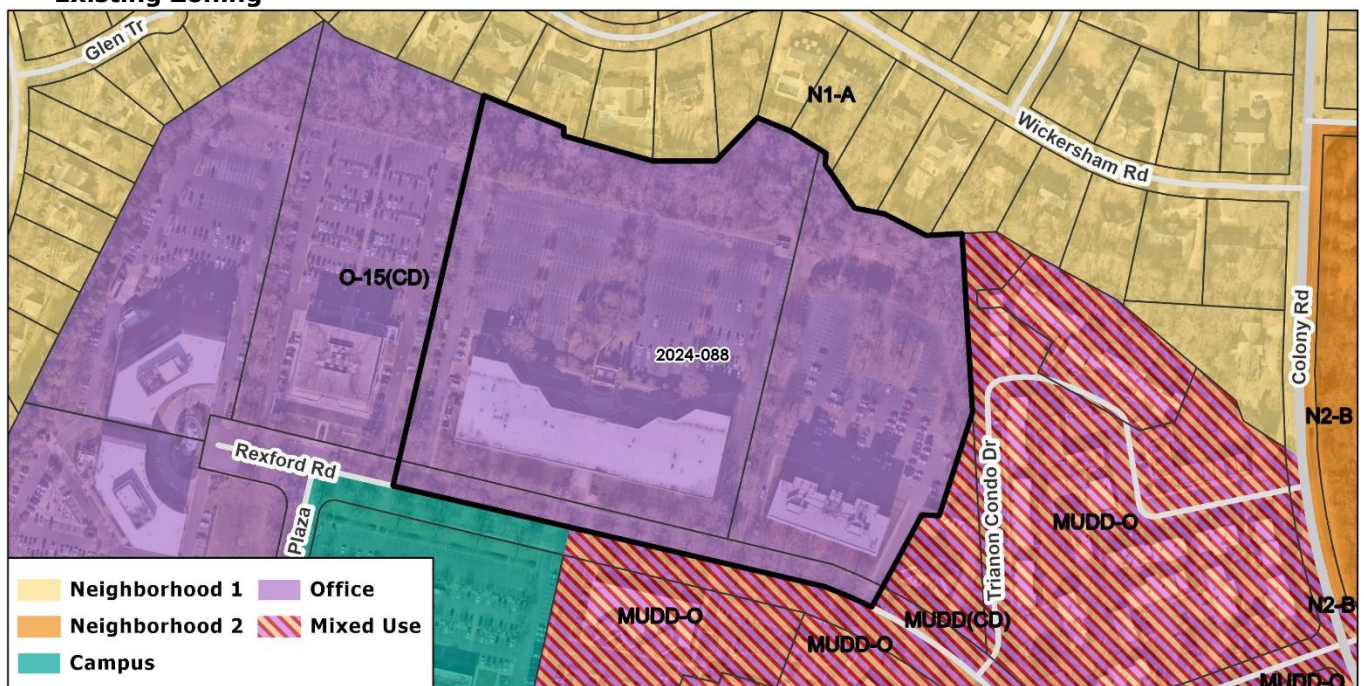 Existing Zoning
Glen Tr
N1-A
Wickersham Rd
O-15(CD)
2024-088
Colony Rd
N2-B
Rexford Rd
Plaza
Trianon Condo Dr
MUDD-O
MUDD-O
MUDD(CD)
N2-B
MUDD-O
MUDD-O
Neighborhood 1
Office
Neighborhood 2
Mixed Use
Campus